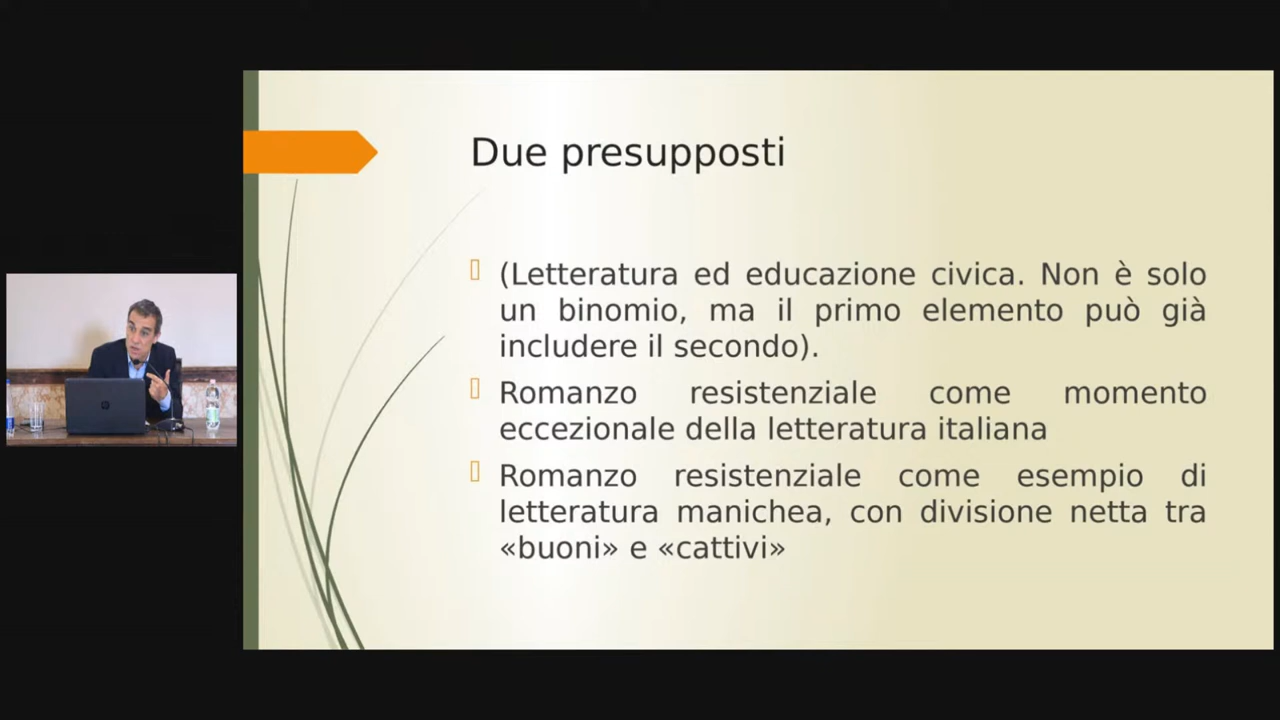 Due presupposti
(Letteratura ed educazione civica. Non è solo
un binomio, ma il primo elemento può già
includere il secondo).
Romanzo resistenziale come momento
eccezionale della letteratura italiana
Romanzo resistenziale come esempio di
letteratura manichea, con divisione netta tra
«buoni» e «cattivi»